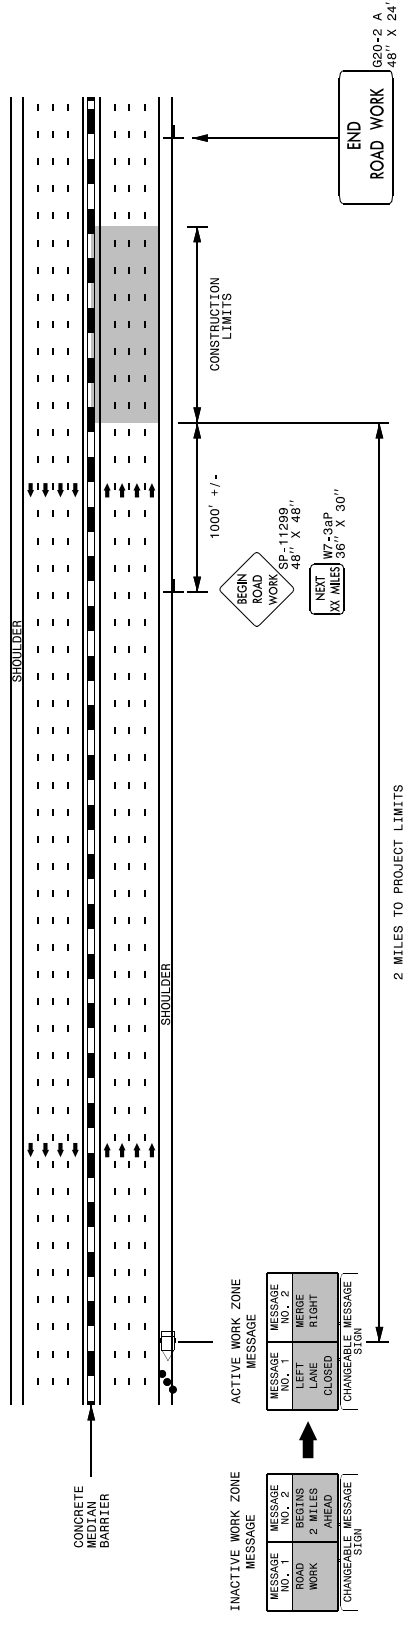 SHOULDER
SHOULDER
CONCRETE
MEDIAN
BARRIER
CONSTRUCTION
LIMITS
1000' +/-
END
ROAD WORK
G20-2 A
48" X 24"
BEGIN
ROAD
WORK
SP-11299
48" X 48"
NEXT
XX MILES
W7-3aP
36" X 30"
2 MILES TO PROJECT LIMITS
INACTIVE WORK ZONE
MESSAGE
MESSAGE
NO. 1
ROAD
WORK
MESSAGE
NO. 2
BEGINS
2 MILES
AHEAD
CHANGEABLE MESSAGE
SIGN
ACTIVE WORK ZONE
MESSAGE
MESSAGE
NO. 1
LEFT
LANE
CLOSED
MESSAGE
NO. 2
MERGE
RIGHT
CHANGEABLE MESSAGE
SIGN